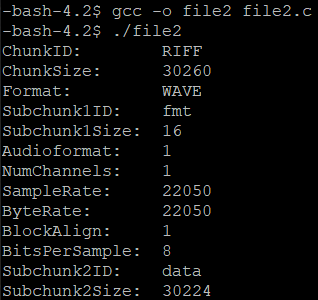 -bash-4.2$ gcc -o file2 file2.c
-bash-4.2$ ./file2
ChunkID: RIFF
ChunkSize: 30260
Format: WAVE
Subchunk1ID: fmt
Subchunk1Size: 16
Audioformat: 1
NumChannels: 1
SampleRate: 22050
ByteRate: 22050
BlockAlign: 1
BitsPerSample: 8
Subchunk2ID: data
Subchunk2Size: 30224